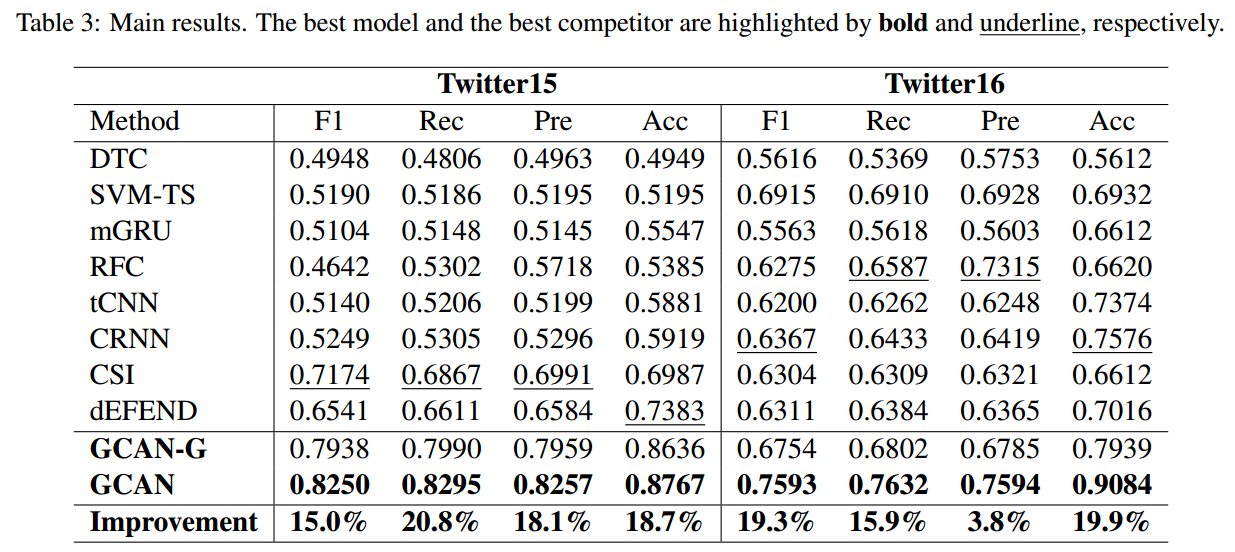 Table 3: Main results. The best model and the best competitor are highlighted by bold and underline, respectively.
Twitter15 Twitter16
Method F1 Rec Pre Acc F1 Rec Pre Acc
DTC 0.4948 0.4806 0.4963 0.4949 0.5616 0.5369 0.5753 0.5612
SVM-TS 0.5190 0.5186 0.5195 0.5195 0.6915 0.6910 0.6928 0.6932
mGRU 0.5104 0.5148 0.5145 0.5547 0.5563 0.5618 0.5603 0.6612
RFC 0.4642 0.5302 0.5718 0.5385 0.6275 0.6587 0.7315 0.6620
tCNN 0.5140 0.5206 0.5199 0.5881 0.6200 0.6262 0.6248 0.7374
CRNN 0.5249 0.5305 0.5296 0.5919 0.6367 0.6433 0.6419 0.7576
CSI 0.7174 0.6867 0.6991 0.6987 0.6304 0.6309 0.6321 0.6612
dEFEND 0.6541 0.6611 0.6584 0.7383 0.6311 0.6384 0.6365 0.7016
GCAN-G 0.7938 0.7990 0.7959 0.8636 0.6754 0.6802 0.6785 0.7939
GCAN 0.8250 0.8295 0.8257 0.8767 0.7593 0.7632 0.7594 0.9084
Improvement 15.0% 20.8% 18.1% 18.7% 19.3% 15.9% 3.8% 19.9%